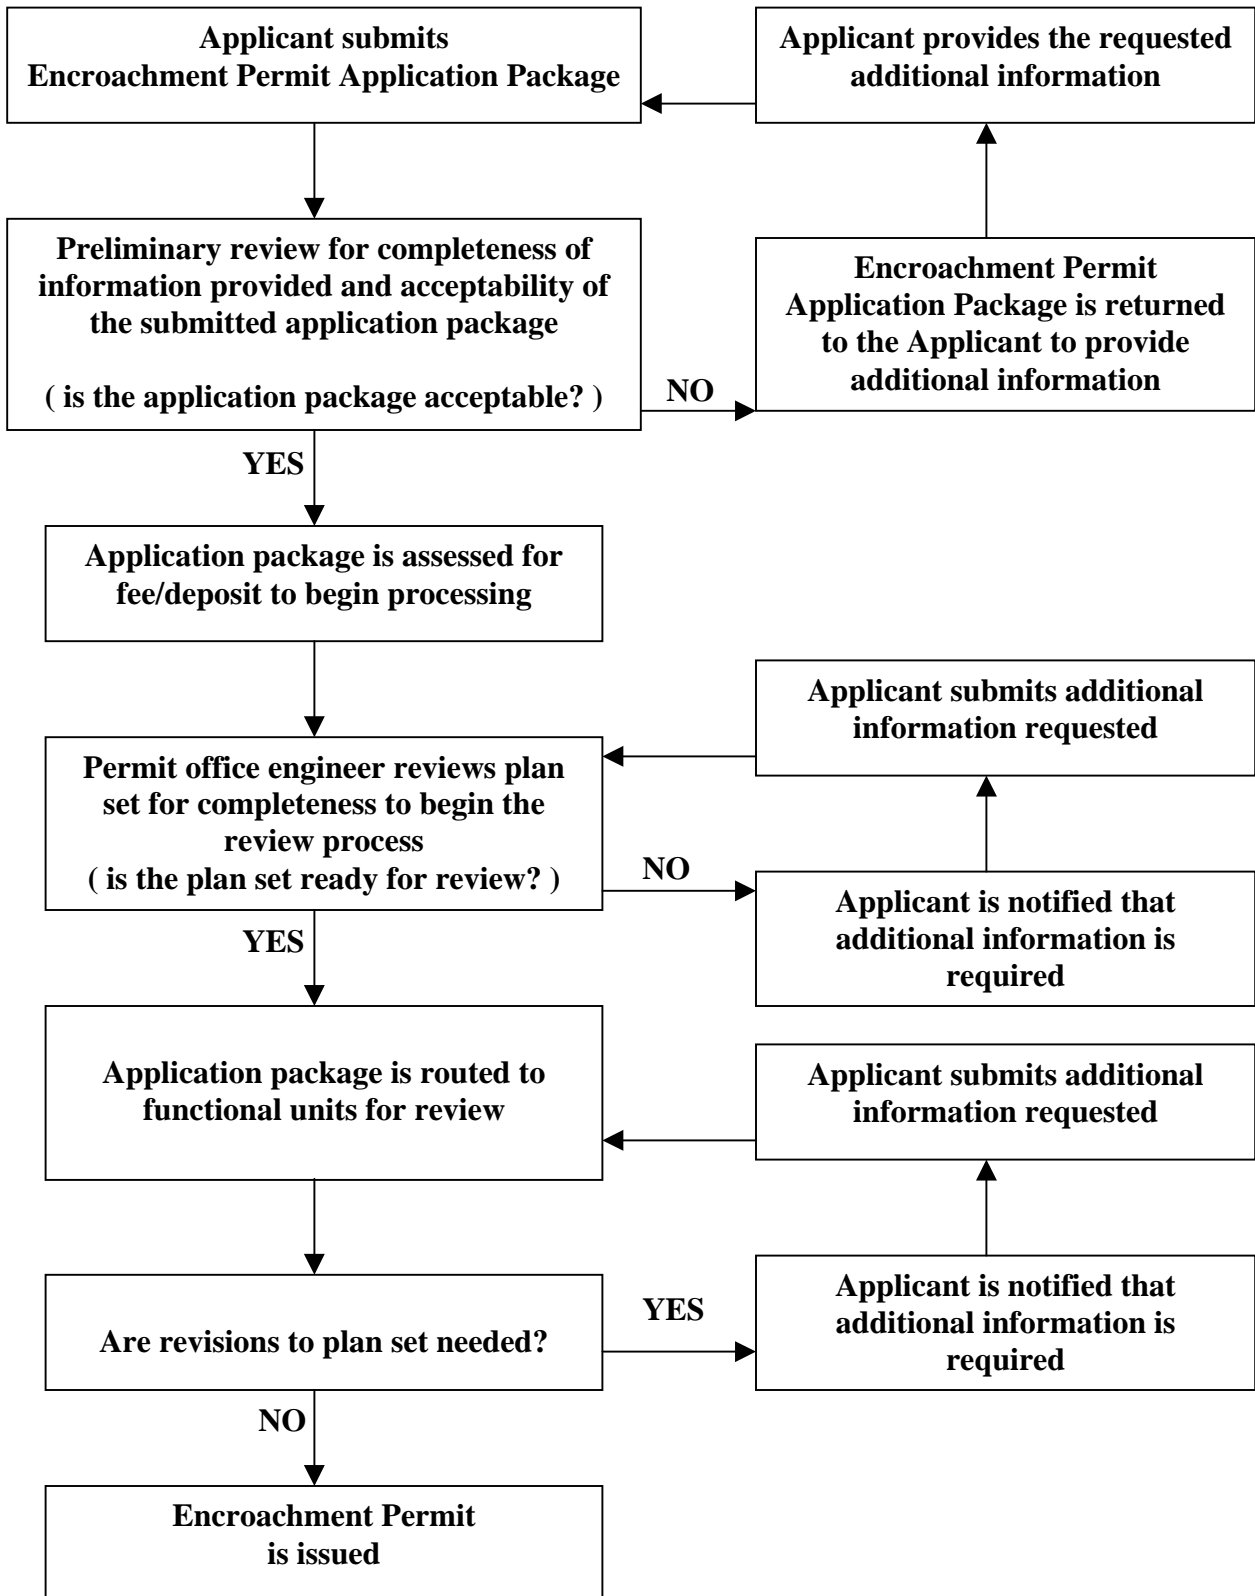 Applicant submits
Encroachment Permit Application Package
Applicant provides the requested
additional information
Preliminary review for completeness of
information provided and acceptability of
the submitted application package
( is the application package acceptable? )
NO
Encroachment Permit
Application Package is returned
to the Applicant to provide
additional information
YES
Application package is assessed for
fee/deposit to begin processing
Applicant submits additional
information requested
Permit office engineer reviews plan
set for completeness to begin the
review process
( is the plan set ready for review? )
NO
Applicant is notified that
additional information is
required
YES
Application package is routed to
functional units for review
Applicant submits additional
information requested
Are revisions to plan set needed?
YES
Applicant is notified that
additional information is
required
NO
Encroachment Permit
is issued